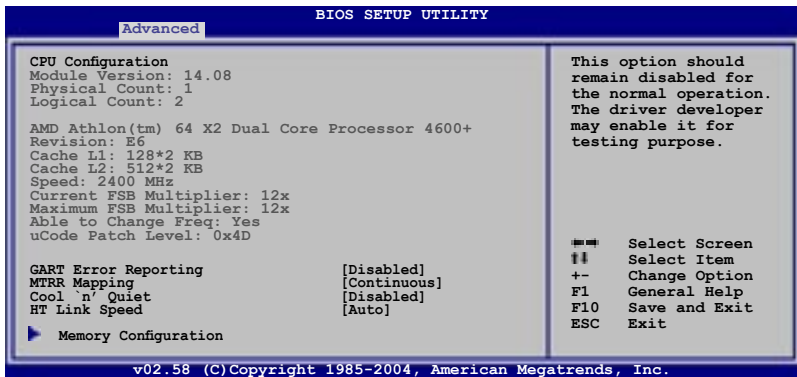 BIOS SETUP UTILITY
Advanced
CPU Configuration
Module Version: 14.08
Physical Count: 1
Logical Count: 2
AMD Athlon(tm) 64 X2 Dual Core Processor 4600+
Revision: E6
Cache L1: 128*2 KB
Cache L2: 512*2 KB
Speed: 2400 MHz
Current FSB Multiplier: 12x
Maximum FSB Multiplier: 12x
Able to Change Freq: Yes
uCode Patch Level: 0x4D
GART Error Reporting [Disabled]
MTRR Mapping [Continuous]
Cool `n' Quiet [Disabled]
HT Link Speed [Auto]
Memory Configuration
This option should
remain disabled for
the normal operation.
The driver developer
may enable it for
testing purpose.
Select Screen
Select Item
+- Change Option
F1 General Help
F10 Save and Exit
ESC Exit
v02.58 (C)Copyright 1985-2004, American Megatrends, Inc.